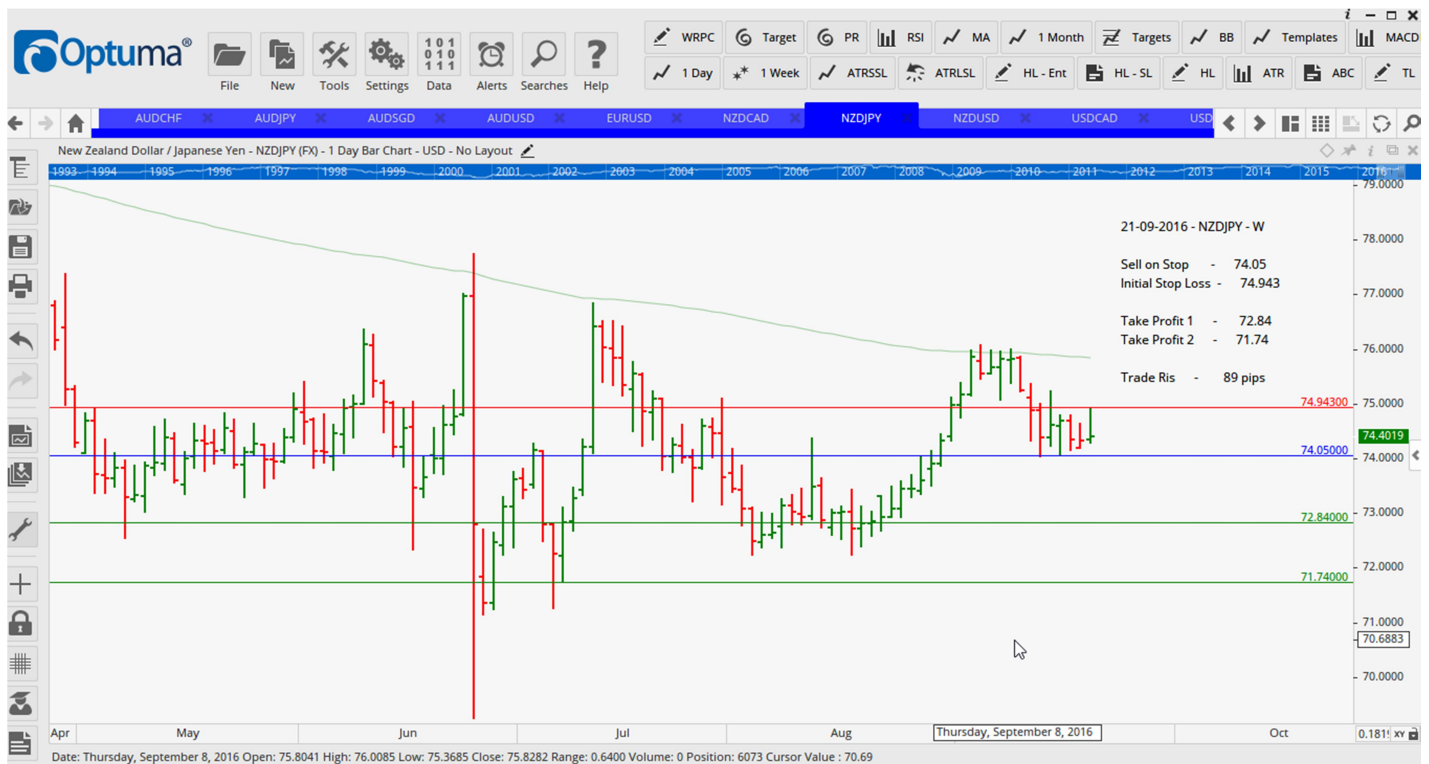 i
Optuma®
File New Tools Settings Data Alerts Searches Help
WRPC Target PR RSI MA 1 Month Targets BB Templates MACD
1 Day 1 Week ATRSSL ATRLSL HL - Ent HL - SL HL ATR ABC TL
AUDCHF AUDJPY AUDSGD AUDUSD EURUSD NZDCAD NZDJPY NZDUSD USDCAD USD
New Zealand Dollar / Japanese Yen - NZDJPY (FX) - 1 Day Bar Chart - USD - No Layout
1993 1994 1995 1996 1997 1998 1999 2000 2001 2002 2003 2004 2005 2006 2007 2008 2009 2010 2011 2012 2013 2014 2015 2016
79.0000
21-09-2016 - NZDJPY - W
78.0000
Sell on Stop - 74.05
Initial Stop Loss - 74.943
77.0000
Take Profit 1 - 72.84
Take Profit 2 - 71.74
76.0000
Trade Ris - 89 pips
74.94300
75.0000
74.4019
74.05000
74.0000
72.84000
73.0000
72.0000
71.74000
71.0000
70.6883
70.0000
Apr May Jun Jul Aug Thursday, September 8, 2016 Oct 0.181 XY
Date: Thursday, September 8, 2016 Open: 75.8041 High: 76.0085 Low: 75.3685 Close: 75.8282 Range: 0.6400 Volume: 0 Position: 6073 Cursor Value : 70.69